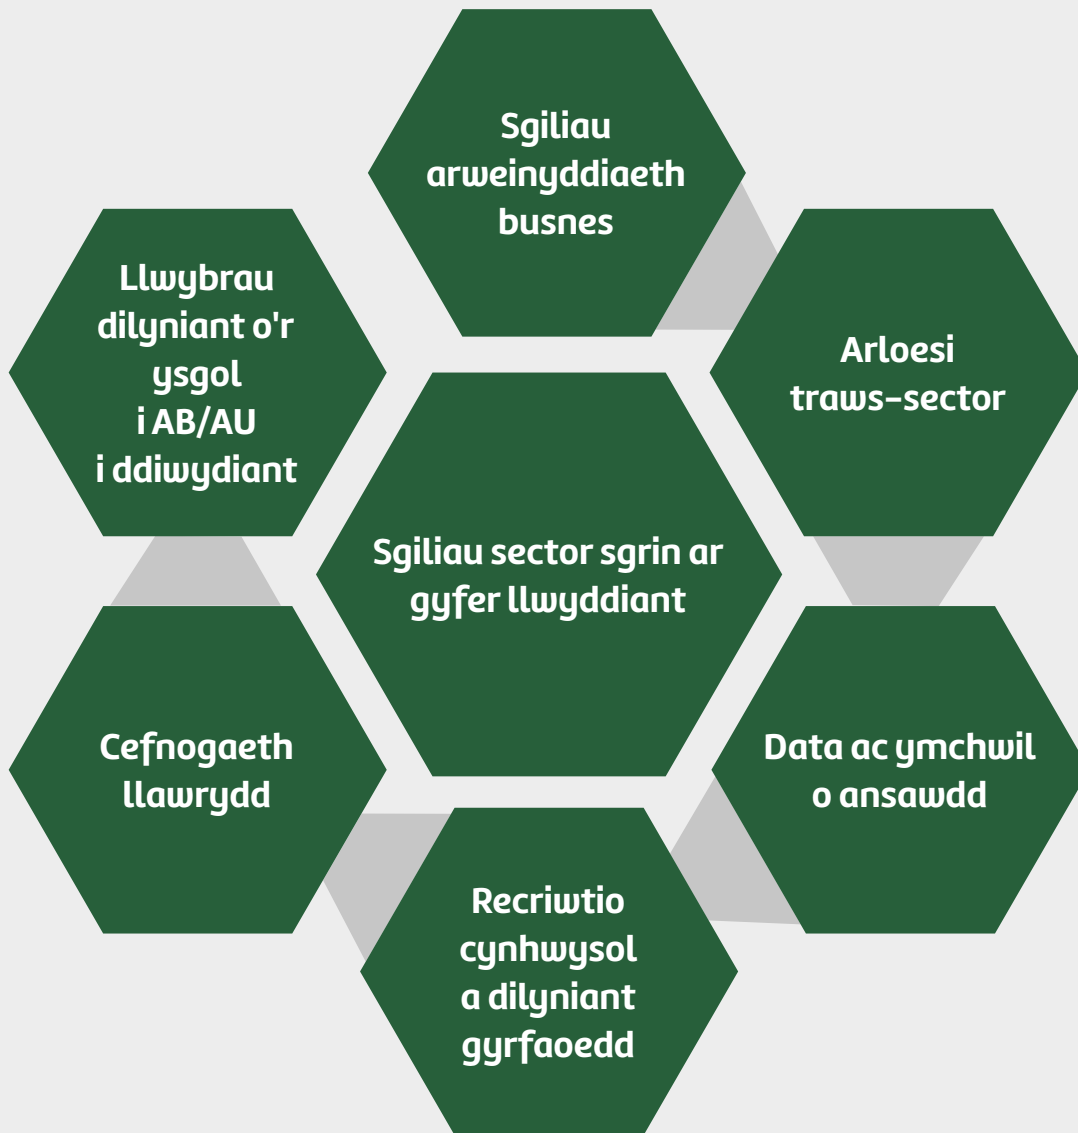 Sgiliau
arweinyddiaeth
busnes
Llwybrau
dilyniant o'r
ysgol
i AB/AU
i ddiwydiant
Arloesi
traws-sector
Sgiliau sector sgrin ar
gyfer llwyddiant
Cefnogaeth
llawrydd
Data ac ymchwil
o ansawdd
Recriwtio
cynhwysol
a dilyniant
gyrfaoedd